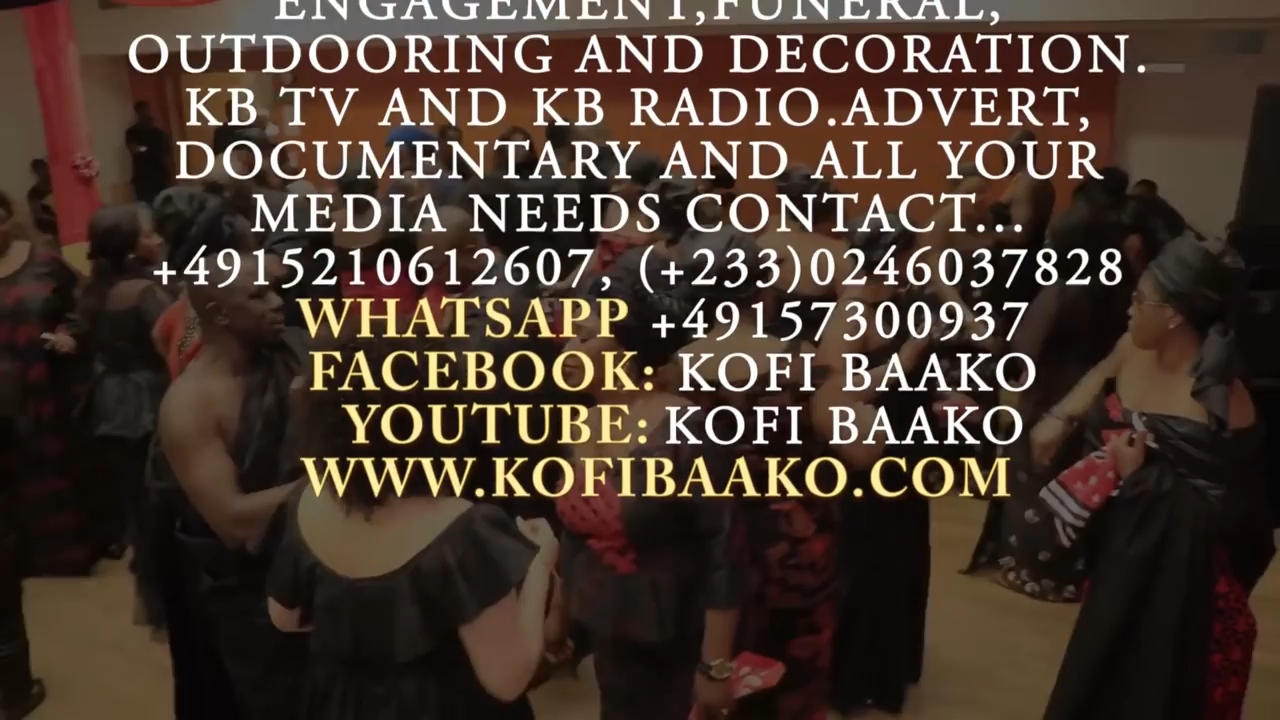 ENGAGEMENT,FUNERAL,
OUTDOORING AND DECORATION.
KB TV AND KB RADIO.ADVERT,
DOCUMENTARY AND ALL YOUR
MEDIA NEEDS CONTACT...
+4915210612607, (+233)0246037828
WHATSAPP +49157300937
FACEBOOK: KOFI BAAKO
YOUTUBE: KOFI BAAKO
WWW.KOFIBAAKO.COM